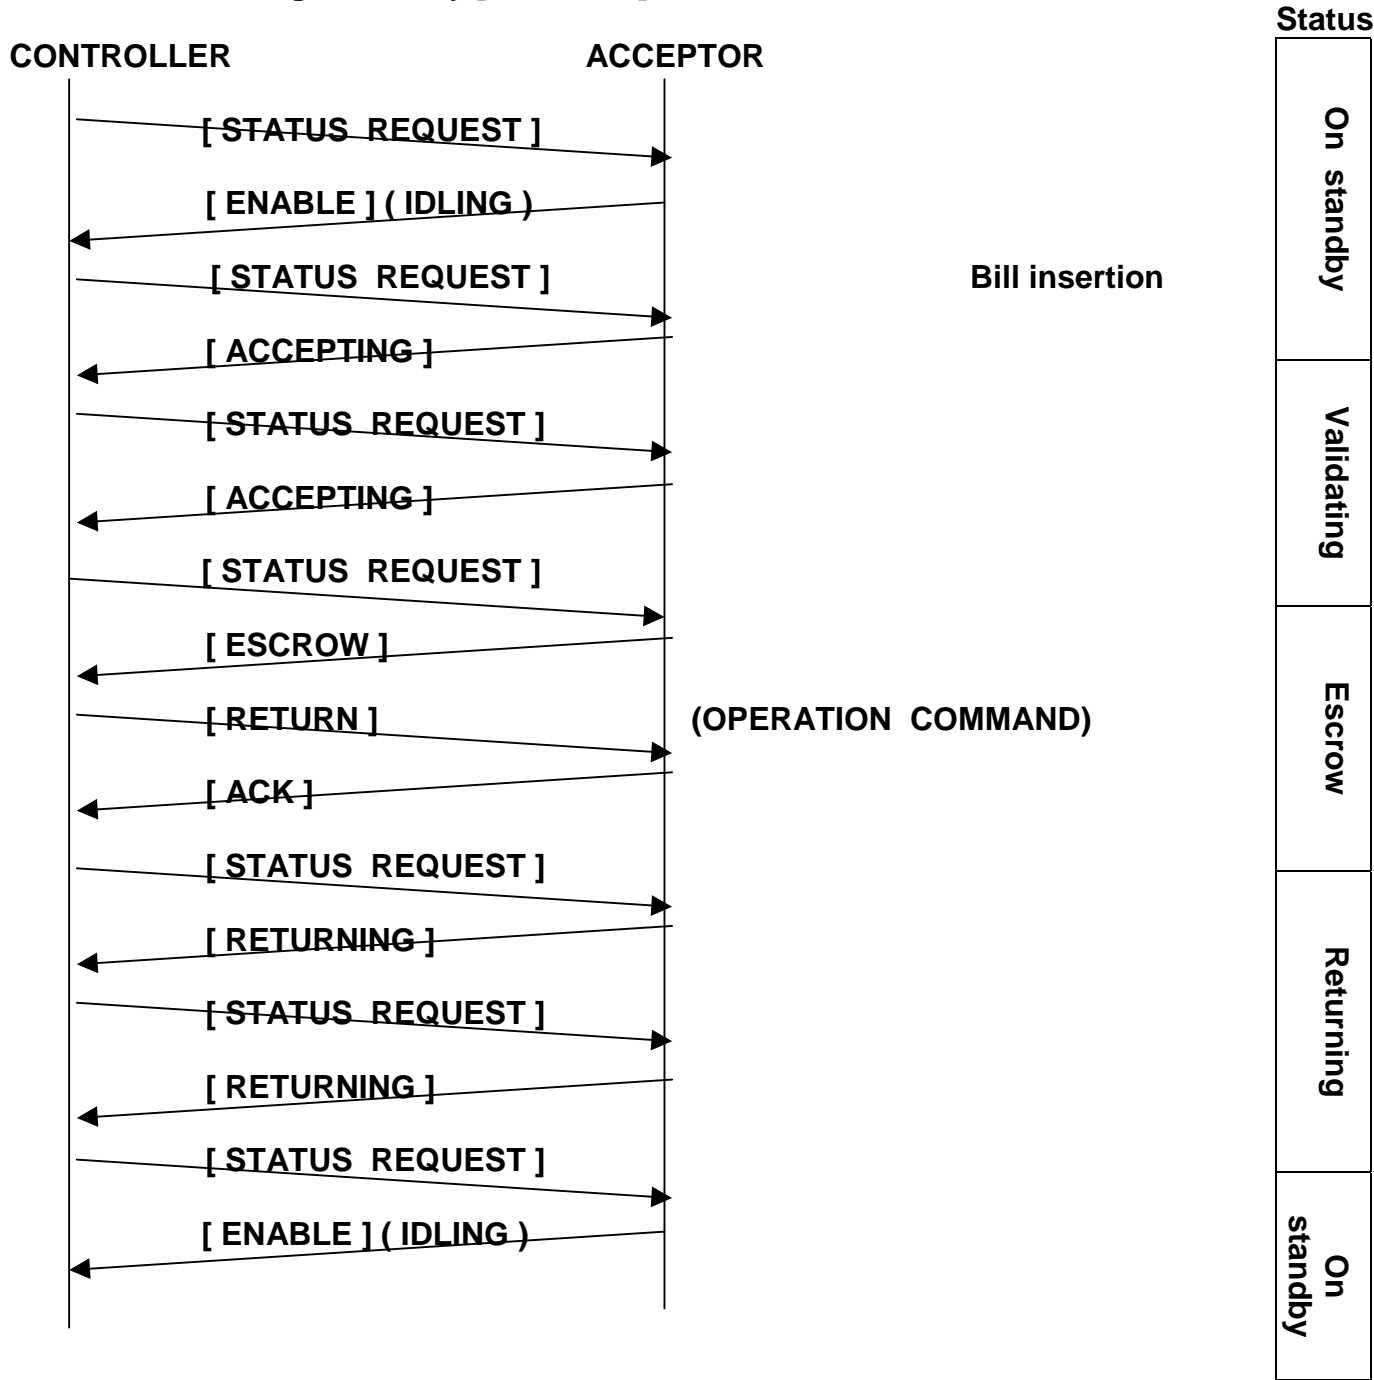 Status
CONTROLLER ACCEPTOR
[ STATUS REQUEST ]
[ ENABLE ] ( IDLING )
[ STATUS REQUEST ] Bill insertion
[ ACCEPTING ]
[ STATUS REQUEST ]
[ ACCEPTING ]
[ STATUS REQUEST ]
[ ESCROW ]
[ RETURN ] (OPERATION COMMAND)
[ ACK ]
[ STATUS REQUEST ]
[ RETURNING ]
[ STATUS REQUEST ]
[ RETURNING ]
[ STATUS REQUEST ]
[ ENABLE ] ( IDLING )
On standby
Validating
Escrow
Returning
On
standby